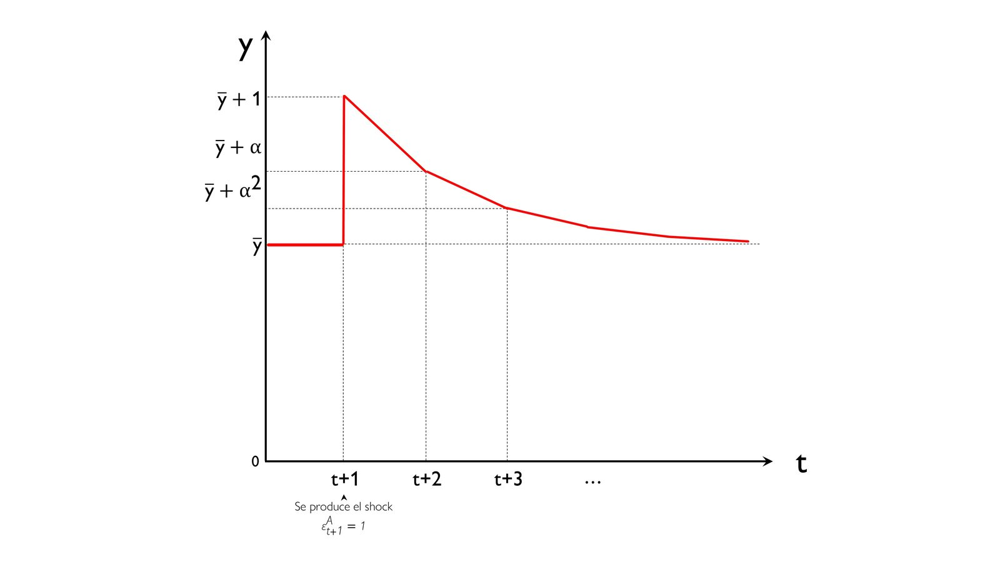 y
ȳ + 1
ȳ + α
ȳ + α²
ȳ
0
t+1 t+2 t+3 ... t
Se produce el shock
ε^A_{t+1} = 1